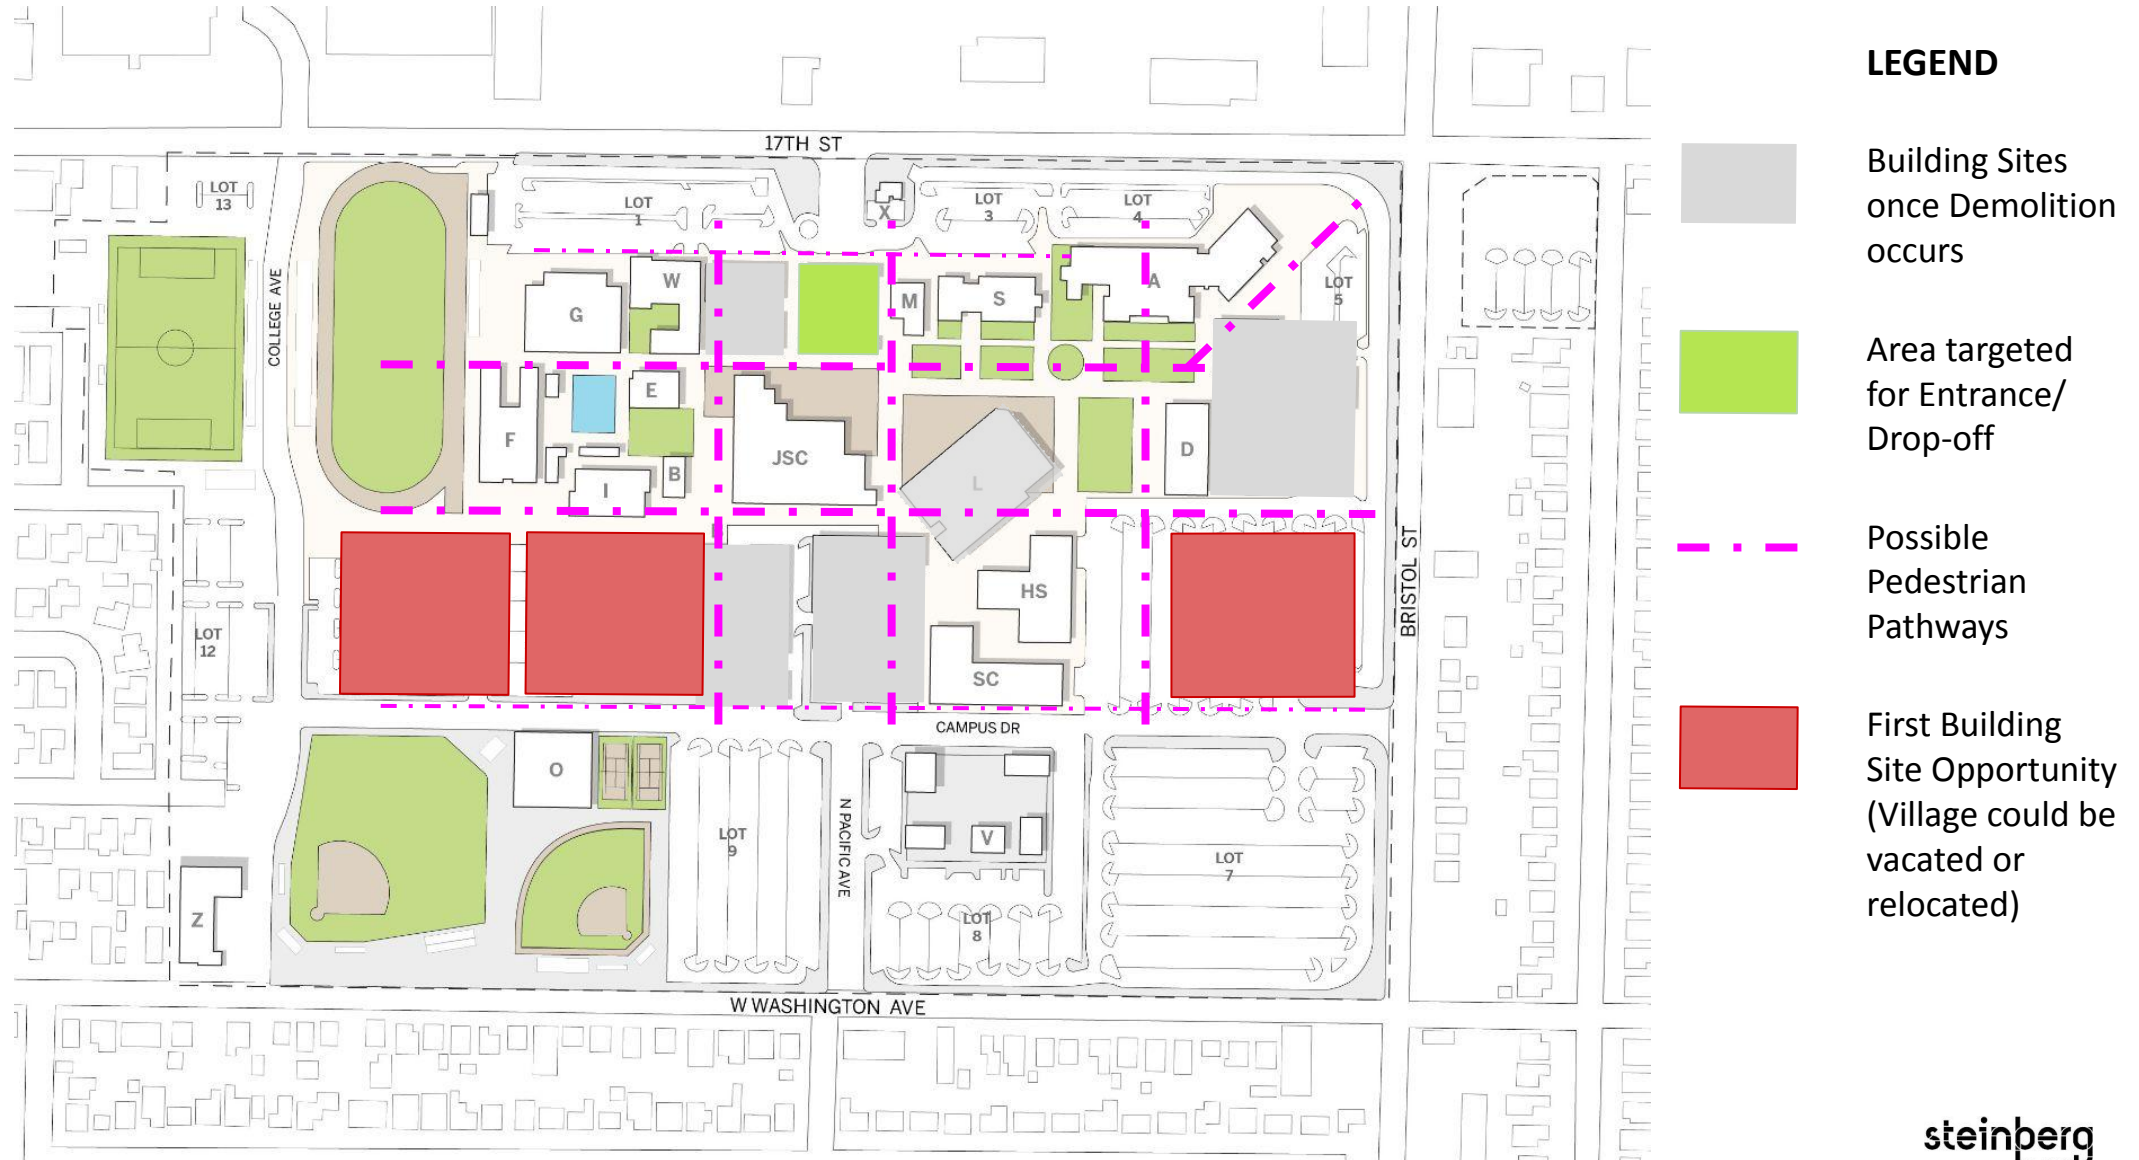 17TH ST
LOT
13
LOT
1
X
LOT
3
LOT
4
COLLEGE AVE
W
G
M
S
A
LOT
5
E
F
JSC
B
I
L
D
BRISTOL ST
HS
SC
LOT
12
CAMPUS DR
O
LOT
9
N PACIFIC AVE
V
LOT
7
LOT
8
Z
W WASHINGTON AVE
LEGEND
Building Sites
once Demolition
occurs
Area targeted
for Entrance/
Drop-off
Possible
Pedestrian
Pathways
First Building
Site Opportunity
(Village could be
vacated or
relocated)
steinberg